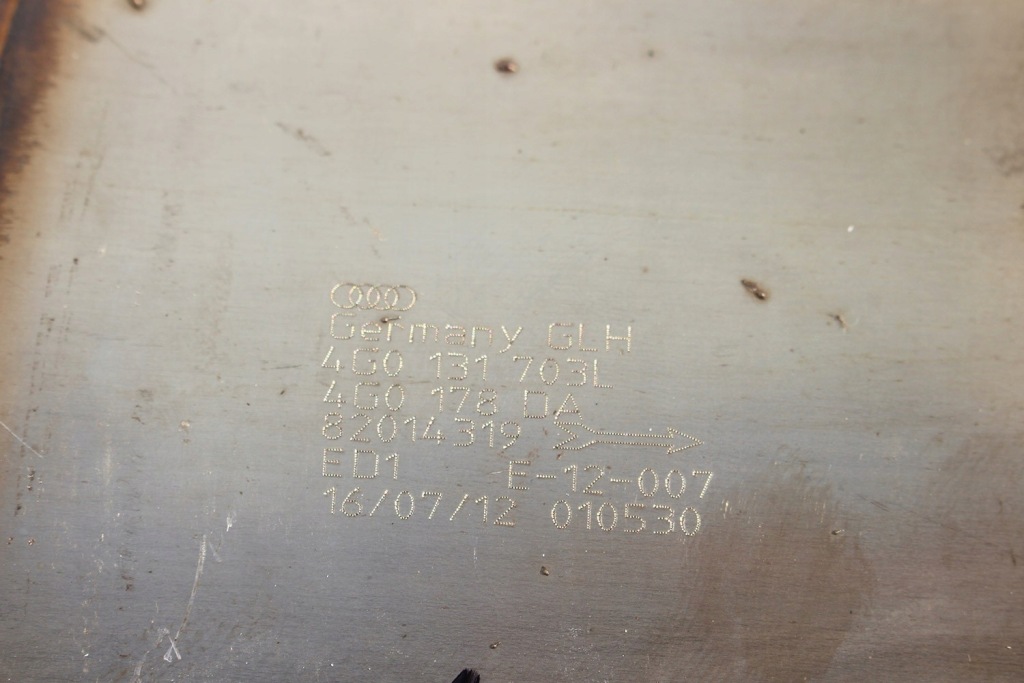 Germany GLH
4G0 131 703L
4G0 178 DA
82014319
ED1 E-12-007
16/07/12 010530